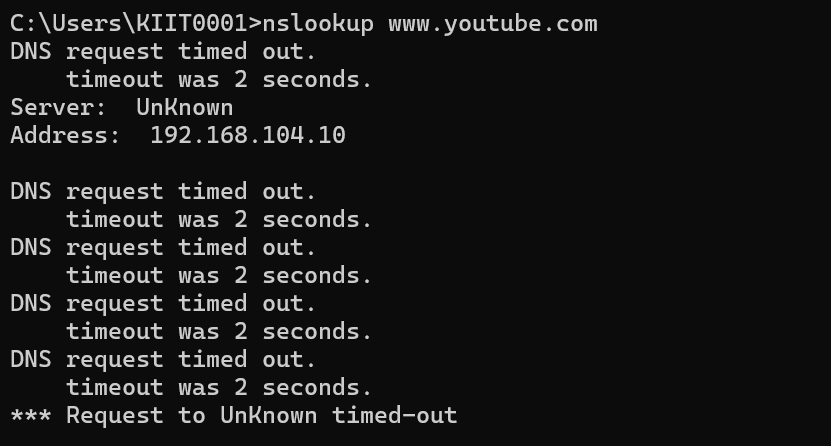 C:\Users\KIIT0001>nslookup www.youtube.com
DNS request timed out.
    timeout was 2 seconds.
Server:  UnKnown
Address:  192.168.104.10

DNS request timed out.
    timeout was 2 seconds.
DNS request timed out.
    timeout was 2 seconds.
DNS request timed out.
    timeout was 2 seconds.
DNS request timed out.
    timeout was 2 seconds.
*** Request to UnKnown timed-out